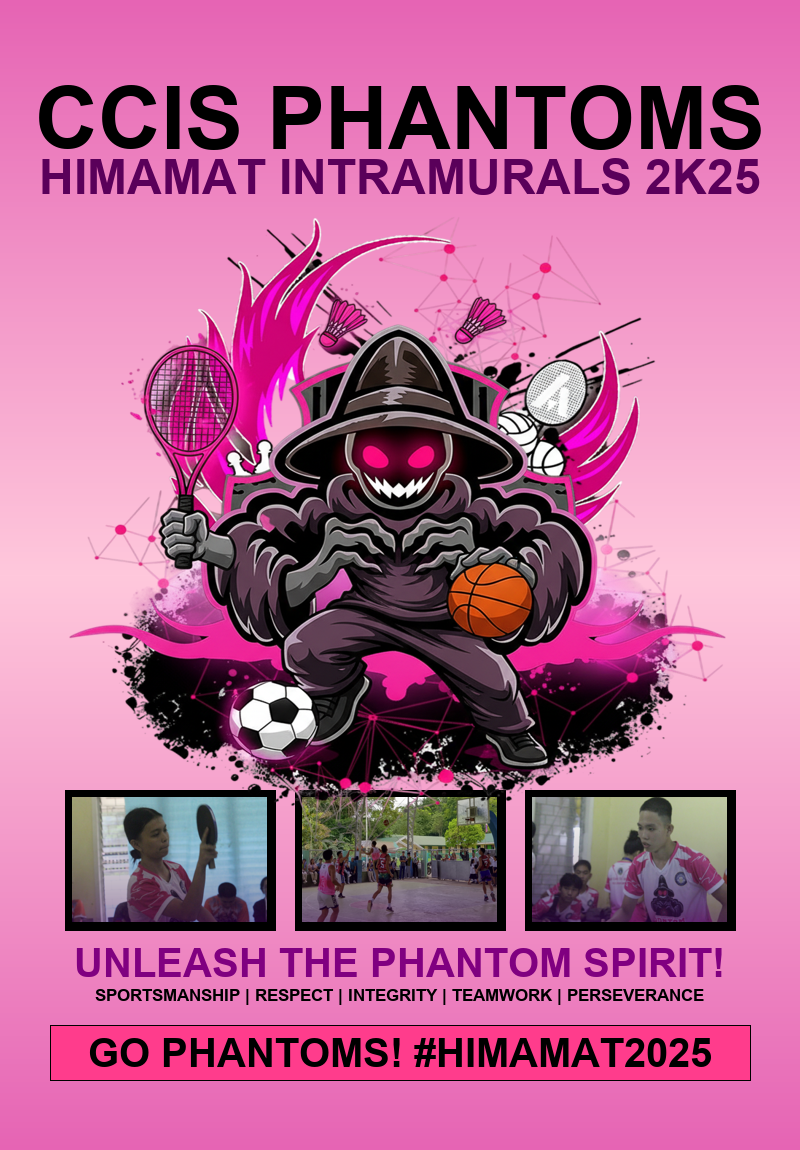 CCIS PHANTOMS
HIMAMAT INTRAMURALS 2K25
UNLEASH THE PHANTOM SPIRIT!
SPORTSMANSHIP | RESPECT | INTEGRITY | TEAMWORK | PERSEVERANCE
GO PHANTOMS! #HIMAMAT2025